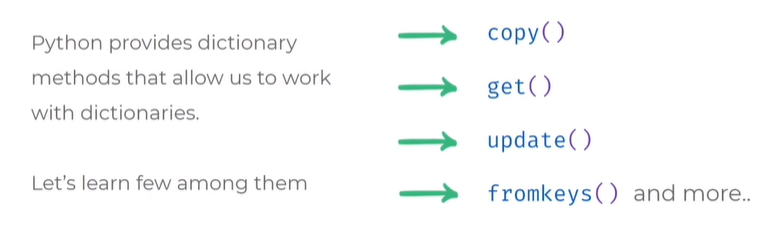 Python provides dictionary
methods that allow us to work
with dictionaries.
Let's learn few among them
copy()
get()
update()
fromkeys() and more..